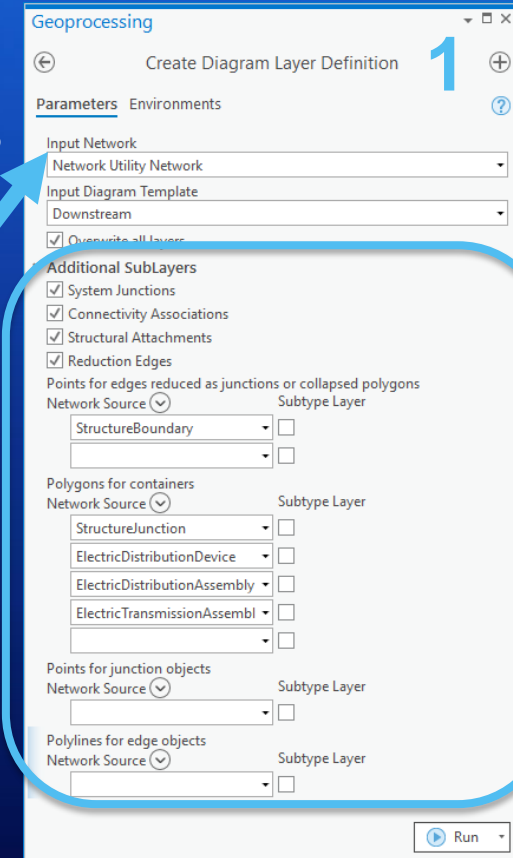 Geoprocessing
Create Diagram Layer Definition
1
Parameters Environments
Input Network
Network Utility Network
Input Diagram Template
Downstream
Overwrite all layers
Additional SubLayers
System Junctions
Connectivity Associations
Structural Attachments
Reduction Edges
Points for edges reduced as junctions or collapsed polygons
Network Source Subtype Layer
StructureBoundary
Polygons for containers
Network Source Subtype Layer
StructureJunction
ElectricDistributionDevice
ElectricDistributionAssembly
ElectricTransmissionAssembl
Points for junction objects
Network Source Subtype Layer
Polylines for edge objects
Network Source Subtype Layer
Run